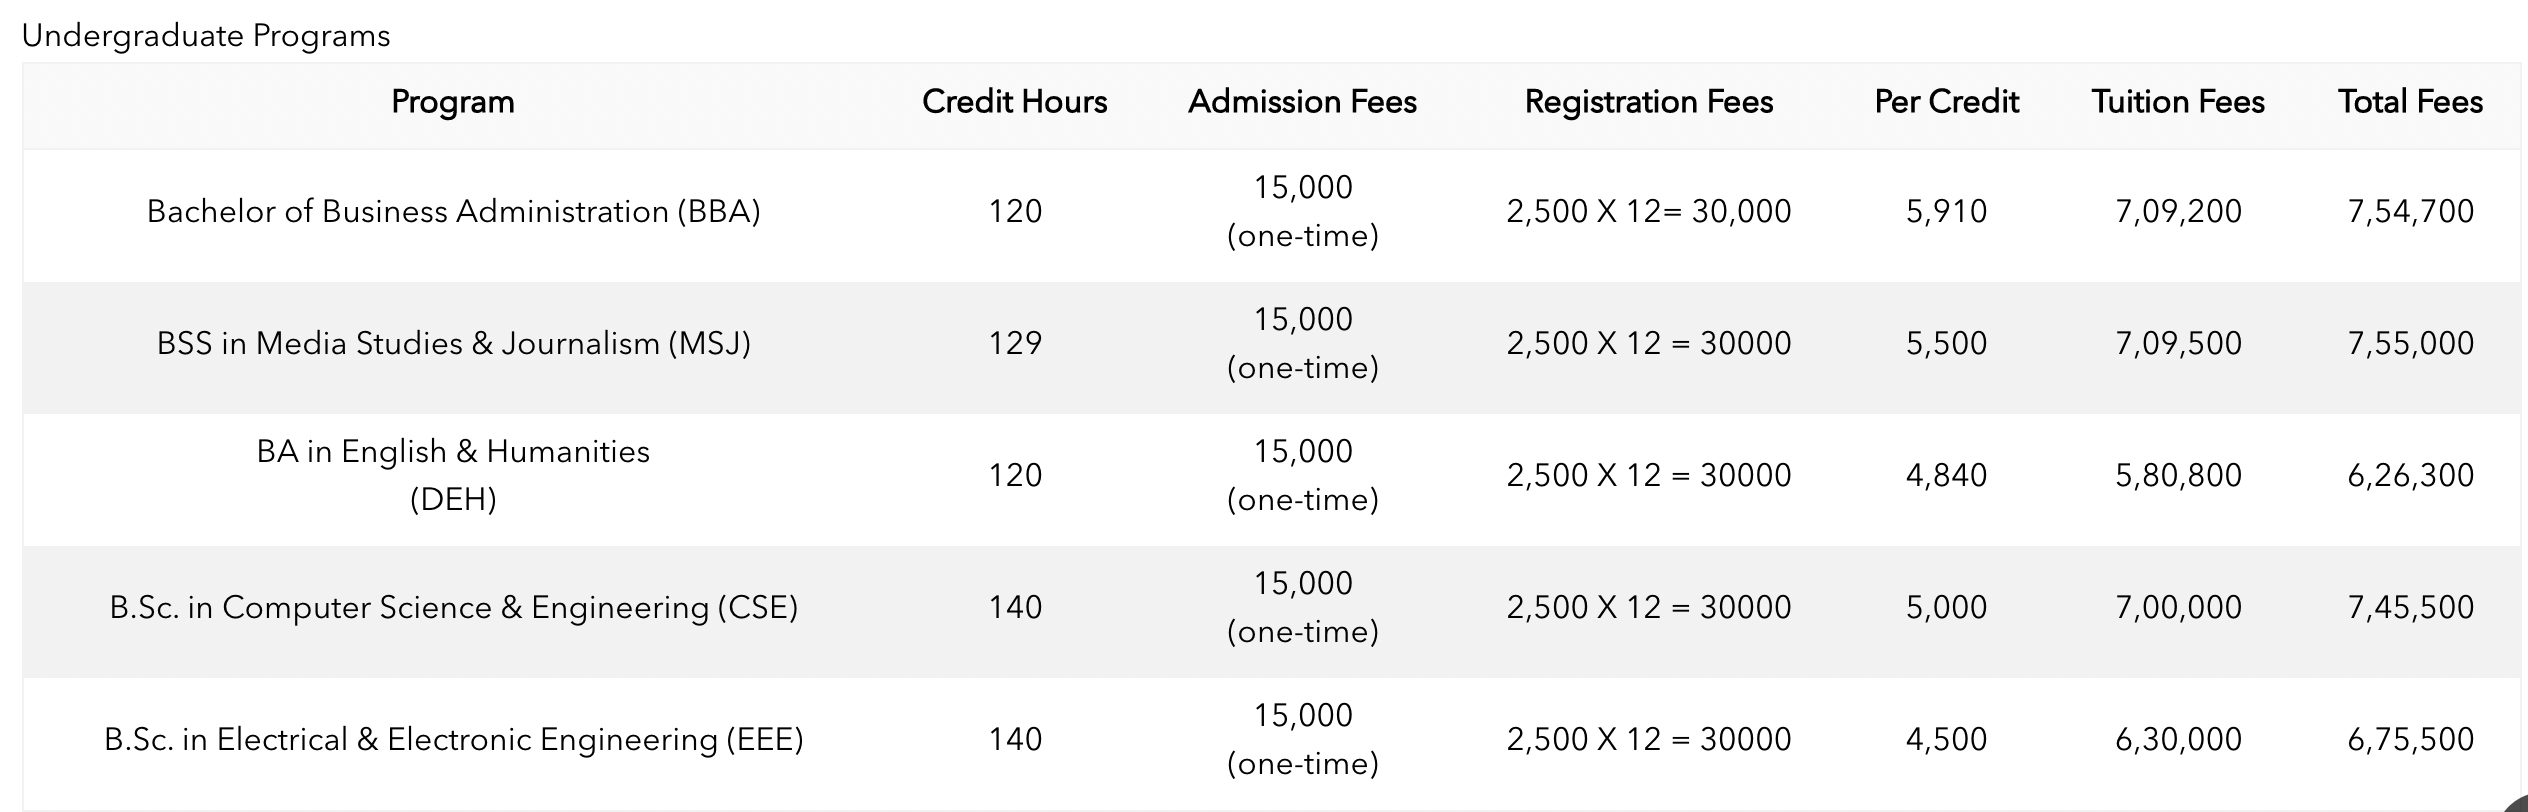 Undergraduate Programs
Program Credit Hours Admission Fees Registration Fees Per Credit Tuition Fees Total Fees
Bachelor of Business Administration (BBA) 120 15,000 (one-time) 2,500 X 12= 30,000 5,910 7,09,200 7,54,700
BSS in Media Studies & Journalism (MSJ) 129 15,000 (one-time) 2,500 X 12 = 30000 5,500 7,09,500 7,55,000
BA in English & Humanities (DEH) 120 15,000 (one-time) 2,500 X 12 = 30000 4,840 5,80,800 6,26,300
B.Sc. in Computer Science & Engineering (CSE) 140 15,000 (one-time) 2,500 X 12 = 30000 5,000 7,00,000 7,45,500
B.Sc. in Electrical & Electronic Engineering (EEE) 140 15,000 (one-time) 2,500 X 12 = 30000 4,500 6,30,000 6,75,500